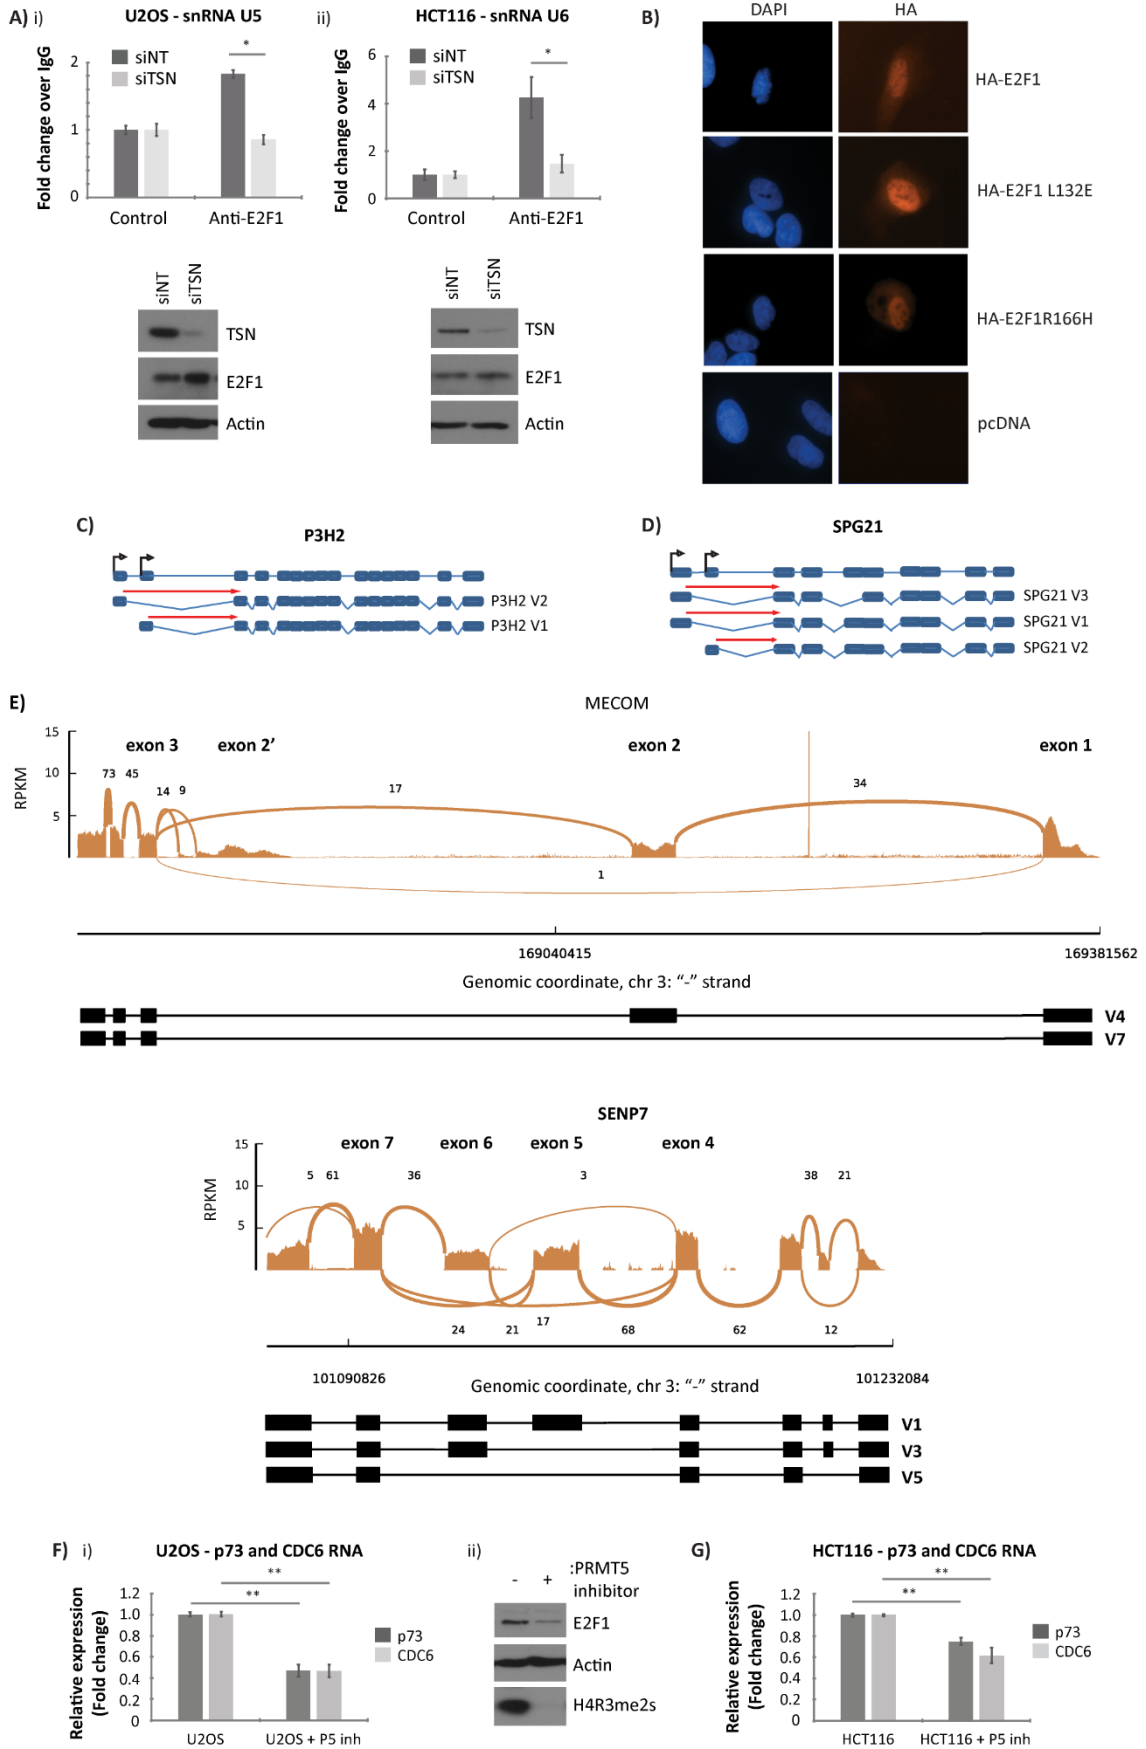 A) i) U2OS - snRNA U5
siNT
siTSN
*
Fold change over IgG
2
1
0
Control Anti-E2F1
siNT siTSN
TSN
E2F1
Actin
ii) HCT116 - snRNA U6
siNT
siTSN
*
Fold change over IgG
6
4
2
0
Control Anti-E2F1
siNT siTSN
TSN
E2F1
Actin
B) DAPI HA
HA-E2F1
HA-E2F1 L132E
HA-E2F1R166H
pcDNA
C) P3H2
P3H2 V2
P3H2 V1
D) SPG21
SPG21 V3
SPG21 V1
SPG21 V2
E) MECOM
RPKM
15
10
5
exon 3 exon 2’ exon 2 exon 1
73 45 14 9 17 34
1
169040415 169381562
Genomic coordinate, chr 3: “-” strand
V4
V7
SENP7
RPKM
15
10
5
exon 7 exon 6 exon 5 exon 4
5 61 36 3 38 21
24 21 17 68 62 12
101090826 101232084
Genomic coordinate, chr 3: “-” strand
V1
V3
V5
F) i) U2OS - p73 and CDC6 RNA
Relative expression
(Fold change)
1.2
1.0
0.8
0.6
0.4
0.2
0
**
**
p73
CDC6
U2OS U2OS + P5 inh
ii) :PRMT5
inhibitor
- +
E2F1
Actin
H4R3me2s
G) HCT116 - p73 and CDC6 RNA
Relative expression
(Fold change)
1.2
1.0
0.8
0.6
0.4
0.2
0
**
**
p73
CDC6
HCT116 HCT116 + P5 inh